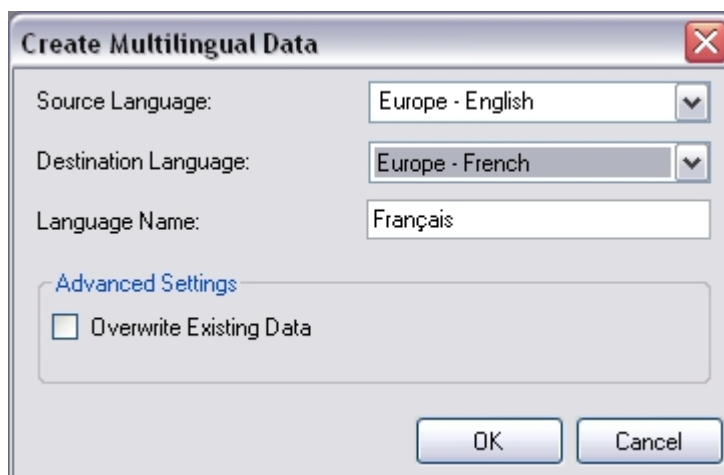 Create Multilingual Data
Source Language: Europe - English
Destination Language: Europe - French
Language Name: Français
Advanced Settings
Overwrite Existing Data
OK Cancel